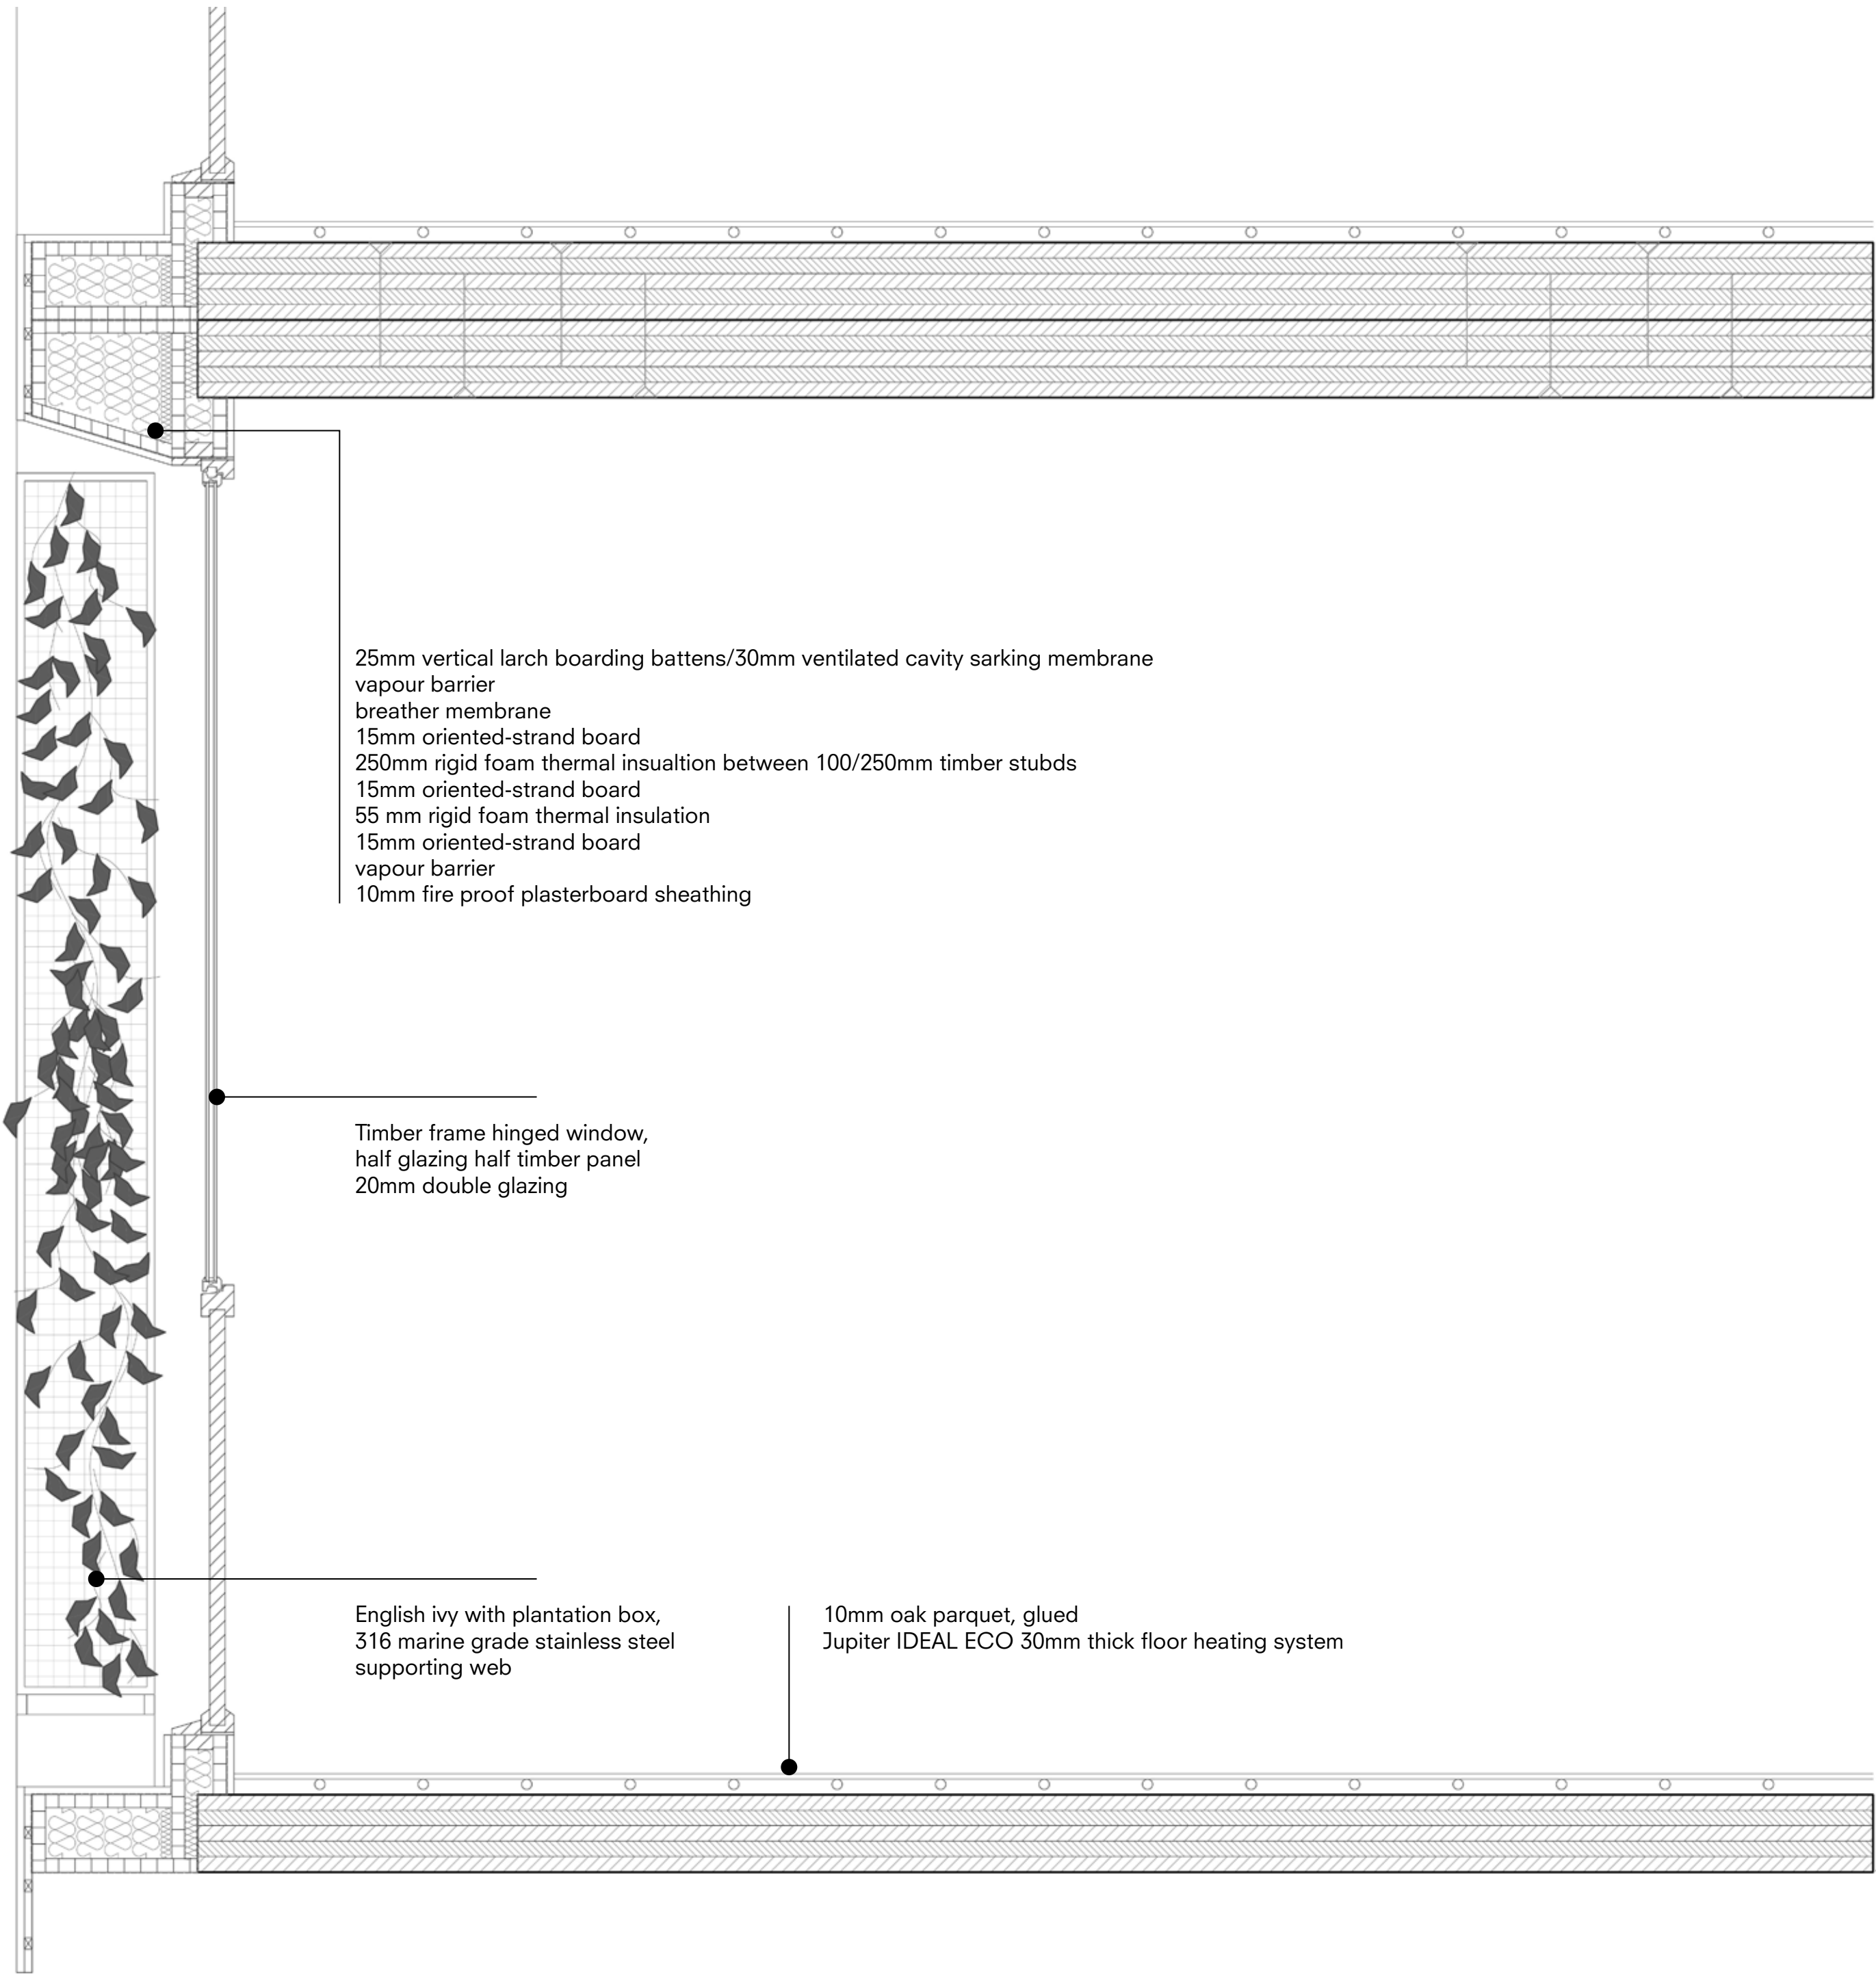 25mm vertical larch boarding battens/30mm ventilated cavity sarking membrane
vapour barrier
breather membrane
15mm oriented-strand board
250mm rigid foam thermal insualtion between 100/250mm timber stubds
15mm oriented-strand board
55 mm rigid foam thermal insulation
15mm oriented-strand board
vapour barrier
10mm fire proof plasterboard sheathing
Timber frame hinged window,
half glazing half timber panel
20mm double glazing
English ivy with plantation box,
316 marine grade stainless steel
supporting web
10mm oak parquet, glued
Jupiter IDEAL ECO 30mm thick floor heating system